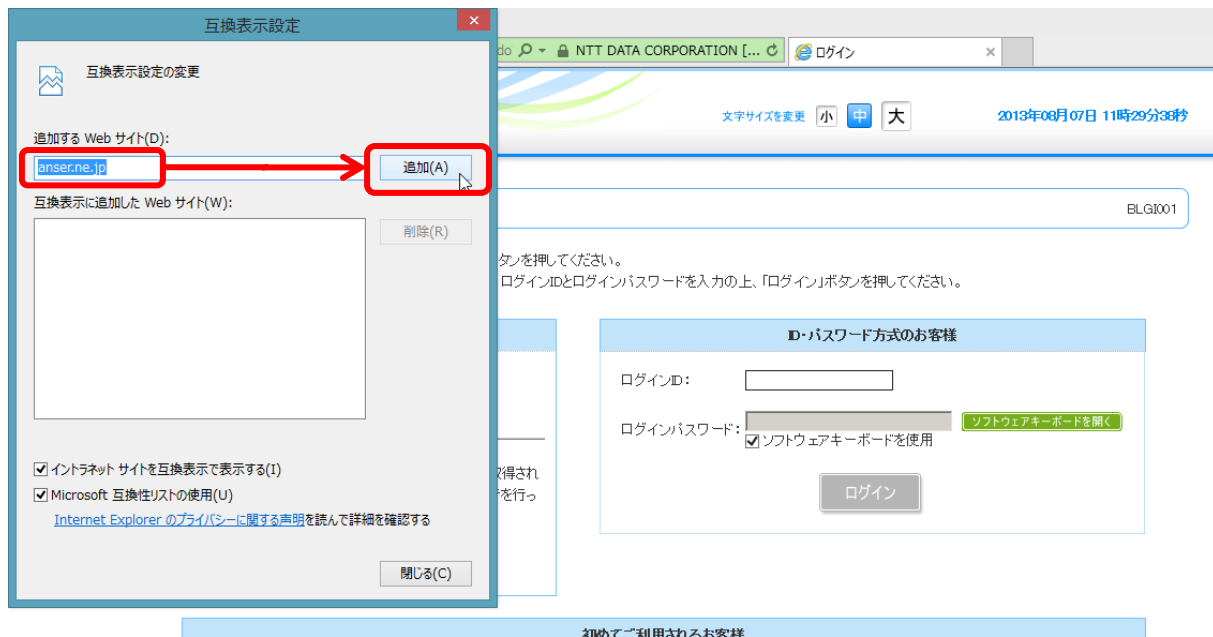 互換表示設定
互換表示設定の変更
追加する Web サイト(D):
anser.ne.jp
追加(A)
互換表示に追加した Web サイト(W):
削除(R)
イントラネット サイトを互換表示で表示する(I)
Microsoft 互換性リストの使用(U)
Internet Explorer のプライバシーに関する声明を読んで詳細を確認する
閉じる(C)
do
NTT DATA CORPORATION [...
ログイン
文字サイズを変更 小 中 大
2013年08月07日 11時29分38秒
BLGI001
タンを押してください。
ログインIDとログインパスワードを入力の上、「ログイン」ボタンを押してください。
ID・パスワード方式のお客様
ログインID:
ログインパスワード:
ソフトウェアキーボードを開く
ソフトウェアキーボードを使用
ログイン
得され
を行っ
初めてご利用されるお客様